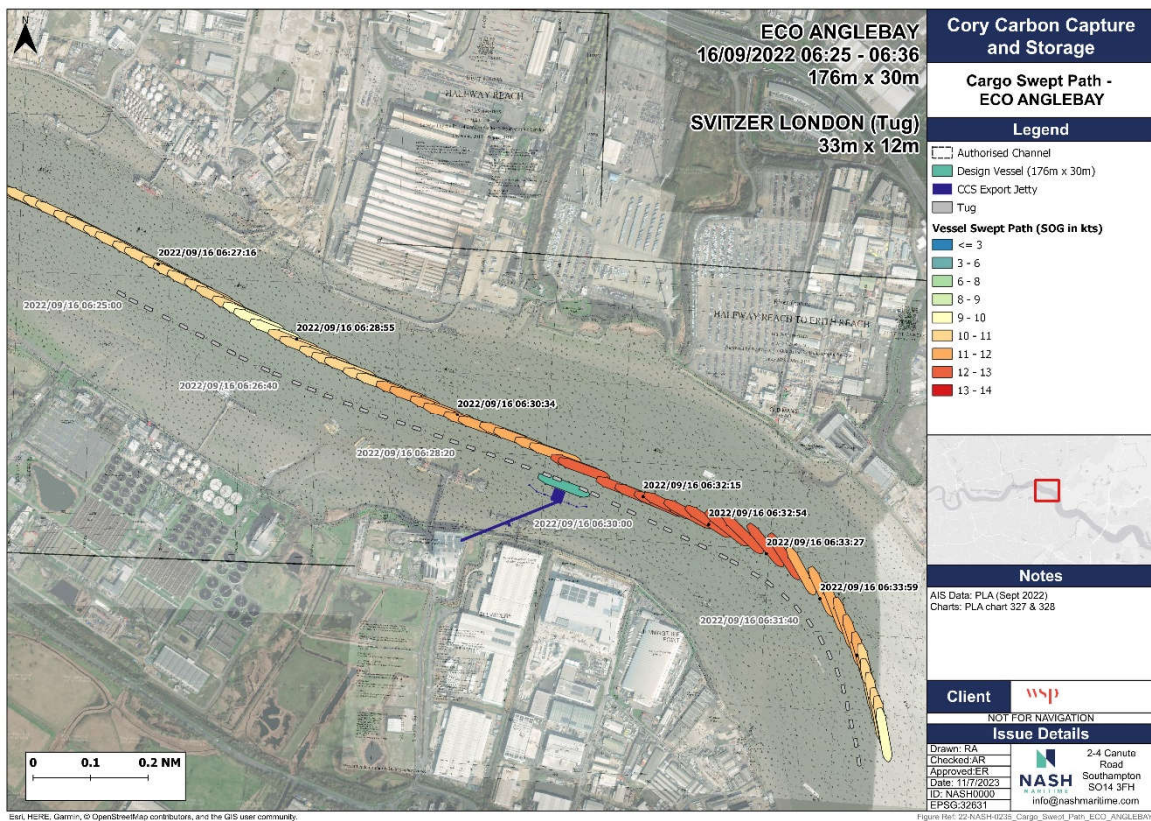 N
ECO ANGLEBAY
16/09/2022 06:25 - 06:36
176m x 30m
SVITZER LONDON (Tug)
33m x 12m
HALFWAY REACH
2022/09/16 06:27:16
2022/09/16 06:25:00
2022/09/16 06:28:55
HALFWAY REACH TO ERITH REACH
2022/09/16 06:26:40
2022/09/16 06:30:34
2022/09/16 06:28:20
2022/09/16 06:32:15
2022/09/16 06:30:00
2022/09/16 06:32:54
2022/09/16 06:33:27
2022/09/16 06:33:59
2022/09/16 06:31:40
0 0.1 0.2 NM
Cory Carbon Capture
and Storage
Cargo Swept Path -
ECO ANGLEBAY
Legend
Authorised Channel
Design Vessel (176m x 30m)
CCS Export Jetty
Tug
Vessel Swept Path (SOG in kts)
<= 3
3 - 6
6 - 8
8 - 9
9 - 10
10 - 11
11 - 12
12 - 13
13 - 14
Notes
AIS Data: PLA (Sept 2022)
Charts: PLA chart 327 & 328
Client
wsp
NOT FOR NAVIGATION
Issue Details
Drawn: RA
Checked:AR
Approved:ER
Date: 11/7/2023
ID: NASH0000
EPSG:32631
NASH
MARITIME
2-4 Canute
Road
Southampton
SO14 3FH
info@nashmaritime.com
Esri, HERE, Garmin, © OpenStreetMap contributors, and the GIS user community.
Figure Ref: 22-NASH-0235_Cargo_Swept_Path_ECO_ANGLEBAY